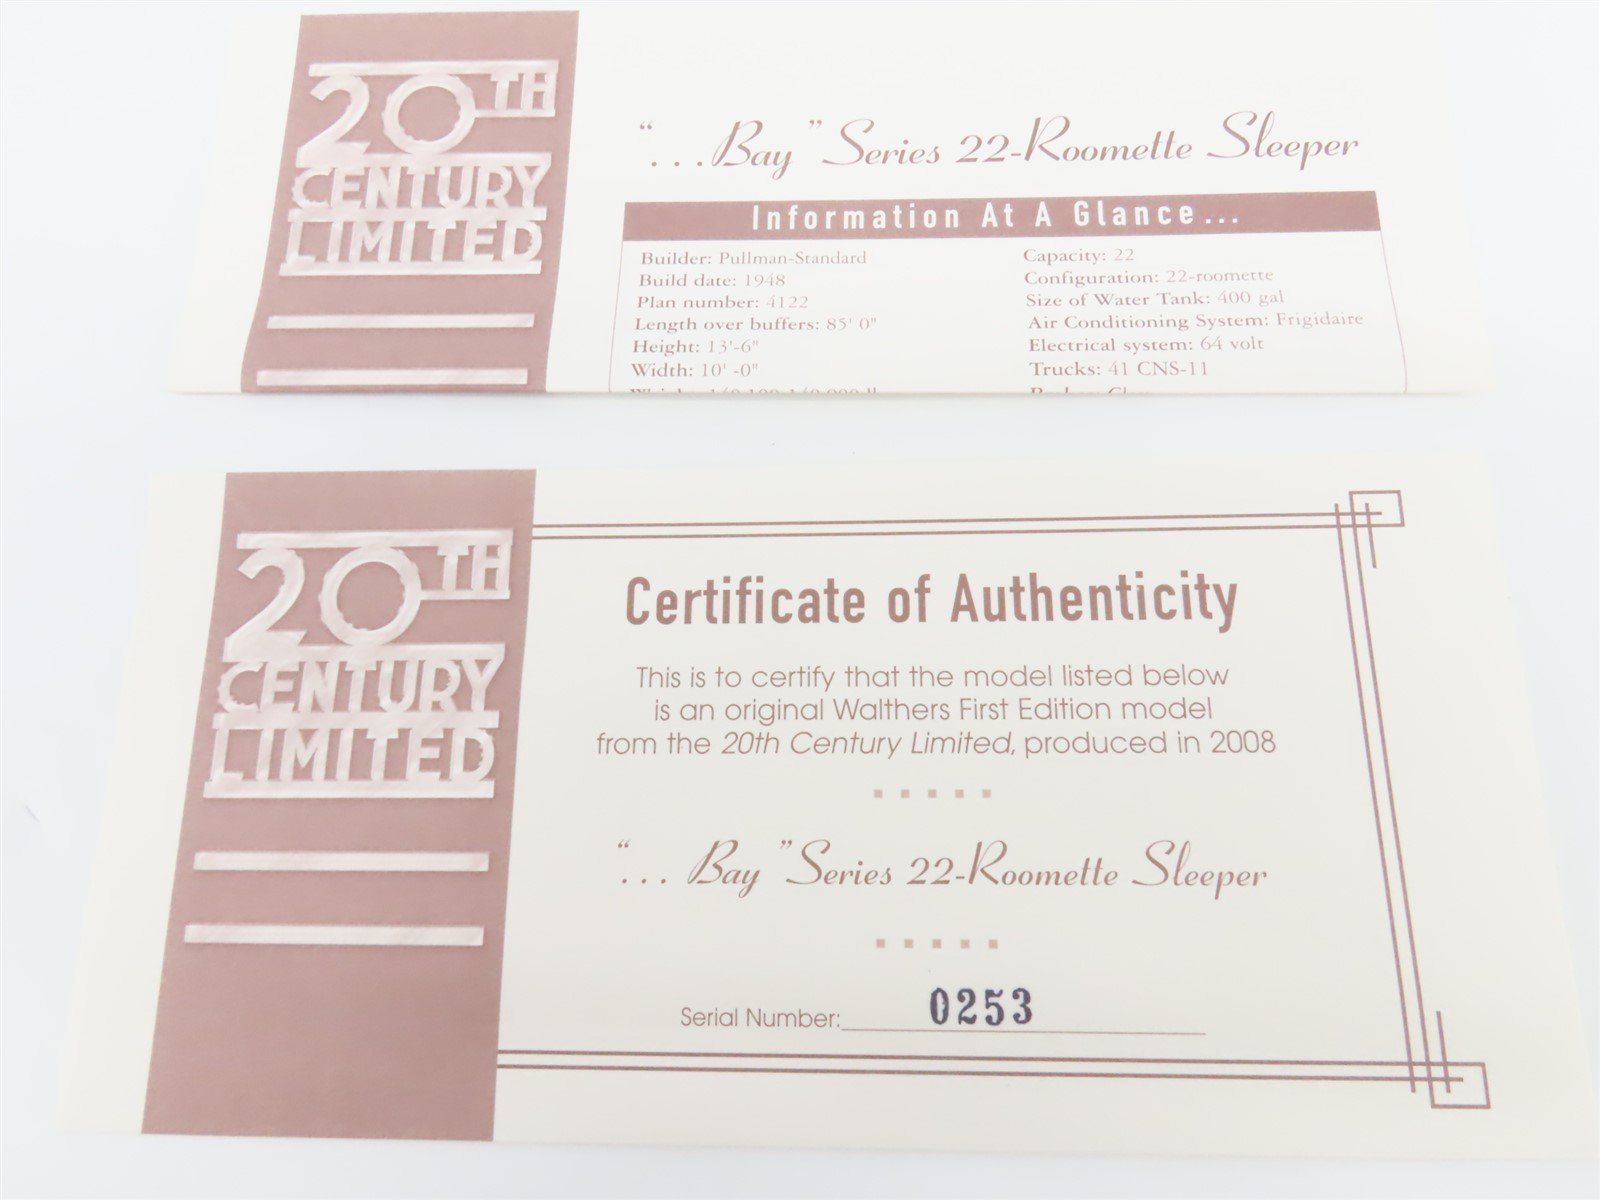 20TH
CENTURY
LIMITED
"...Bay" Series 22-Roomette Sleeper
Information At A Glance...
Builder: Pullman-Standard
Build date: 1948
Plan number: 4122
Length over buffers: 85' 0"
Height: 13'-6"
Width: 10' -0"
Capacity: 22
Configuration: 22-roomette
Size of Water Tank: 400 gal
Air Conditioning System: Frigidaire
Electrical system: 64 volt
Trucks: 41 CNS-11
20TH
CENTURY
LIMITED
Certificate of Authenticity
This is to certify that the model listed below
is an original Walthers First Edition model
from the 20th Century Limited, produced in 2008
"... Bay" Series 22-Roomette Sleeper
Serial Number: 0253